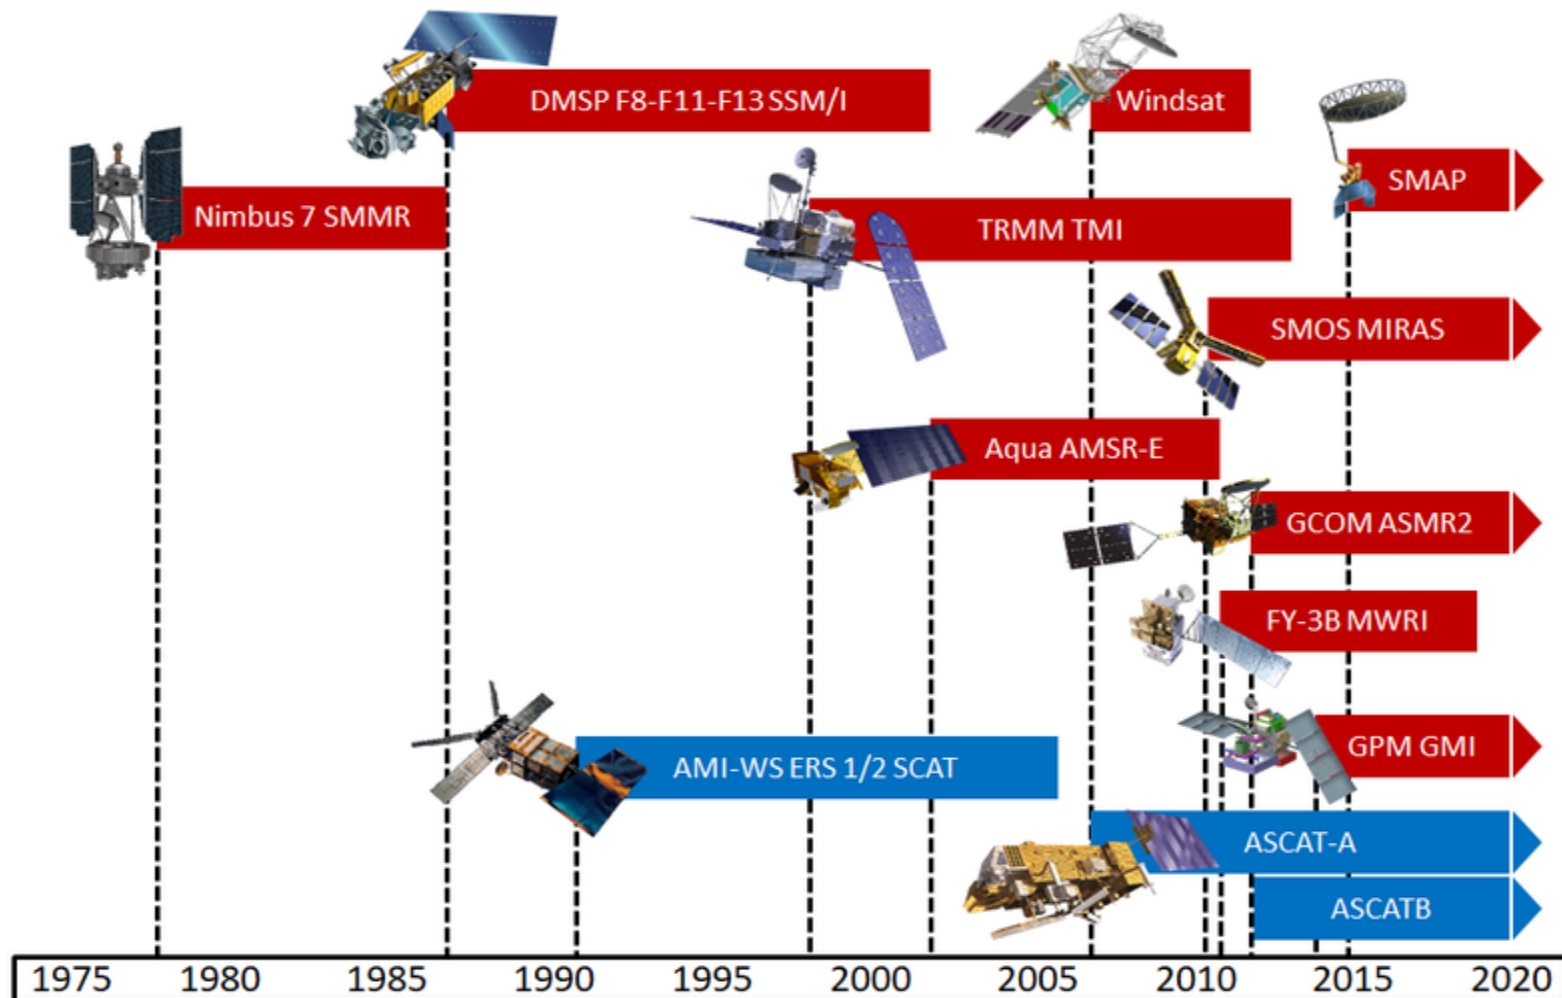 DMSP F8-F11-F13 SSM/I
Windsat
SMAP
Nimbus 7 SMMR
TRMM TMI
SMOS MIRAS
Aqua AMSR-E
GCOM ASMR2
FY-3B MWRI
GPM GMI
AMI-WS ERS 1/2 SCAT
ASCAT-A
ASCATB
1975 1980 1985 1990 1995 2000 2005 2010 2015 2020